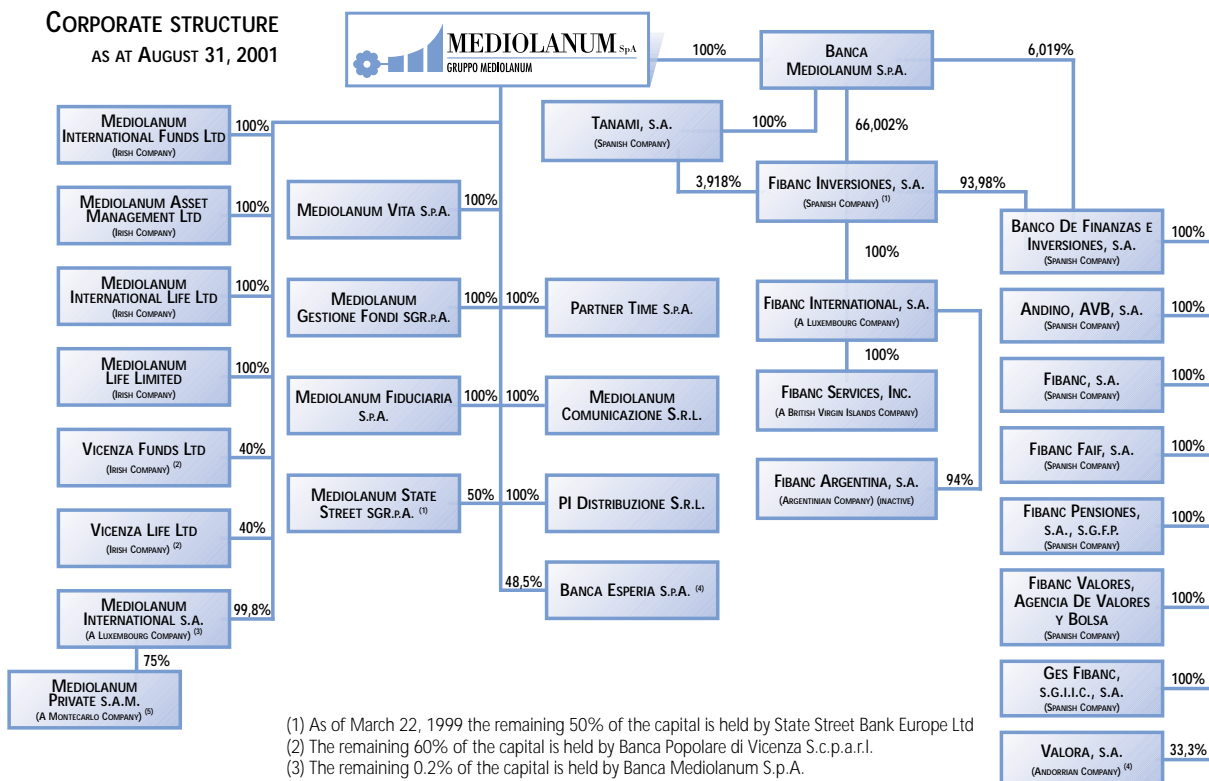 CORPORATE STRUCTURE
AS AT AUGUST 31, 2001
MEDIOLANUM SpA
GRUPPO MEDIOLANUM
100%
BANCA
MEDIOLANUM S.P.A.
6,019%
MEDIOLANUM
INTERNATIONAL FUNDS LTD
(IRISH COMPANY)
100%
TANAMI, S.A.
(SPANISH COMPANY)
100%
66,002%
3,918%
MEDIOLANUM ASSET
MANAGEMENT LTD
(IRISH COMPANY)
100%
MEDIOLANUM VITA S.P.A.
100%
FIBANC INVERSIONES, S.A.
(SPANISH COMPANY) (1)
93,98%
BANCO DE FINANZAS E
INVERSIONES, S.A.
(SPANISH COMPANY)
100%
100%
MEDIOLANUM
INTERNATIONAL LIFE LTD
(IRISH COMPANY)
100%
MEDIOLANUM
GESTIONE FONDI SGR.P.A.
100%
100%
PARTNER TIME S.P.A.
FIBANC INTERNATIONAL, S.A.
(A LUXEMBOURG COMPANY)
ANDINO, AVB, S.A.
(SPANISH COMPANY)
100%
100%
MEDIOLANUM
LIFE LIMITED
(IRISH COMPANY)
100%
MEDIOLANUM FIDUCIARIA
S.P.A.
100%
100%
MEDIOLANUM
COMUNICAZIONE S.R.L.
FIBANC SERVICES, INC.
(A BRITISH VIRGIN ISLANDS COMPANY)
FIBANC, S.A.
(SPANISH COMPANY)
100%
VICENZA FUNDS LTD
(IRISH COMPANY) (2)
40%
FIBANC FAIF, S.A.
(SPANISH COMPANY)
100%
MEDIOLANUM STATE
STREET SGR.P.A. (1)
50%
100%
PI DISTRIBUZIONE S.R.L.
FIBANC ARGENTINA, S.A.
(ARGENTINIAN COMPANY) (INACTIVE)
94%
VICENZA LIFE LTD
(IRISH COMPANY) (2)
40%
FIBANC PENSIONES,
S.A., S.G.F.P.
(SPANISH COMPANY)
100%
48,5%
BANCA ESPERIA S.P.A. (4)
MEDIOLANUM
INTERNATIONAL S.A.
(A LUXEMBOURG COMPANY) (3)
99,8%
FIBANC VALORES,
AGENCIA DE VALORES
Y BOLSA
(SPANISH COMPANY)
100%
75%
MEDIOLANUM
PRIVATE S.A.M.
(A MONTECARLO COMPANY) (5)
GES FIBANC,
S.G.I.I.C., S.A.
(SPANISH COMPANY)
100%
VALORA, S.A.
(ANDORRIAN COMPANY) (4)
33,3%
(1) As of March 22, 1999 the remaining 50% of the capital is held by State Street Bank Europe Ltd
(2) The remaining 60% of the capital is held by Banca Popolare di Vicenza S.c.p.a.r.l.
(3) The remaining 0.2% of the capital is held by Banca Mediolanum S.p.A.